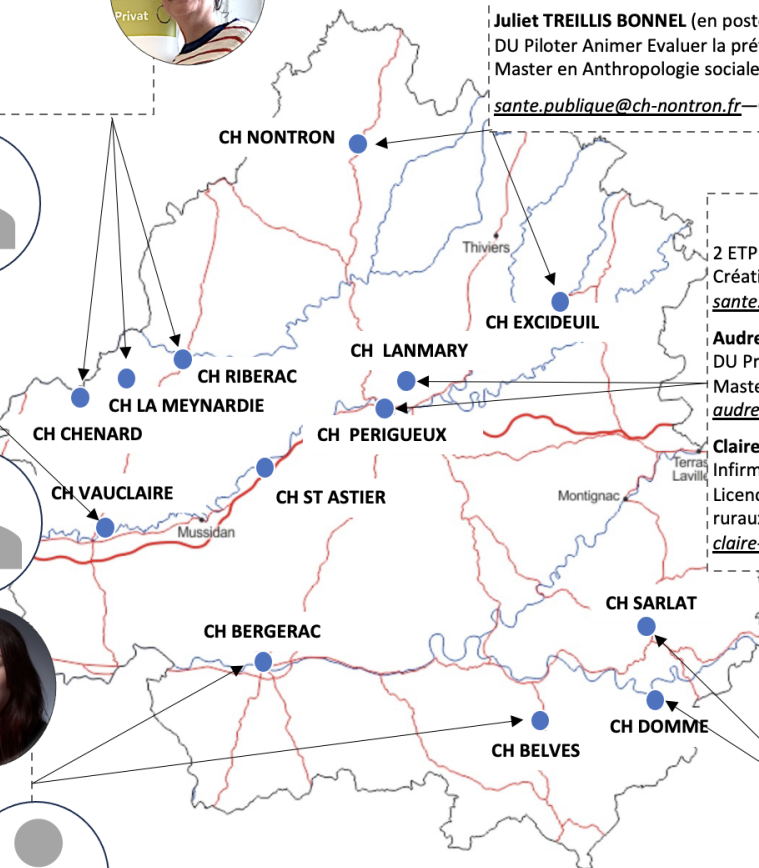 Privat
Juliet TREILLIS BONNEL (en post
DU Piloter Animer Evaluer la pré
Master en Anthropologie sociale
sante.publique@ch-nontron.fr—
CH NONTRON
Thiviers
2 ETP
Créati
sante.
CH EXCIDEUIL
Audre
DU Pr
Maste
audre
CH LANMARY
CH RIBERAC
CH LA MEYNARDIE
CH CHENARD
CH PERIGUEUX
Claire
Infirm
Licenc
ruraux
claire-
Terras
Laville
CH VAUCLAIRE
CH ST ASTIER
Montignac
Mussidan
CH SARLAT
CH BERGERAC
CH DOMME
CH BELVES